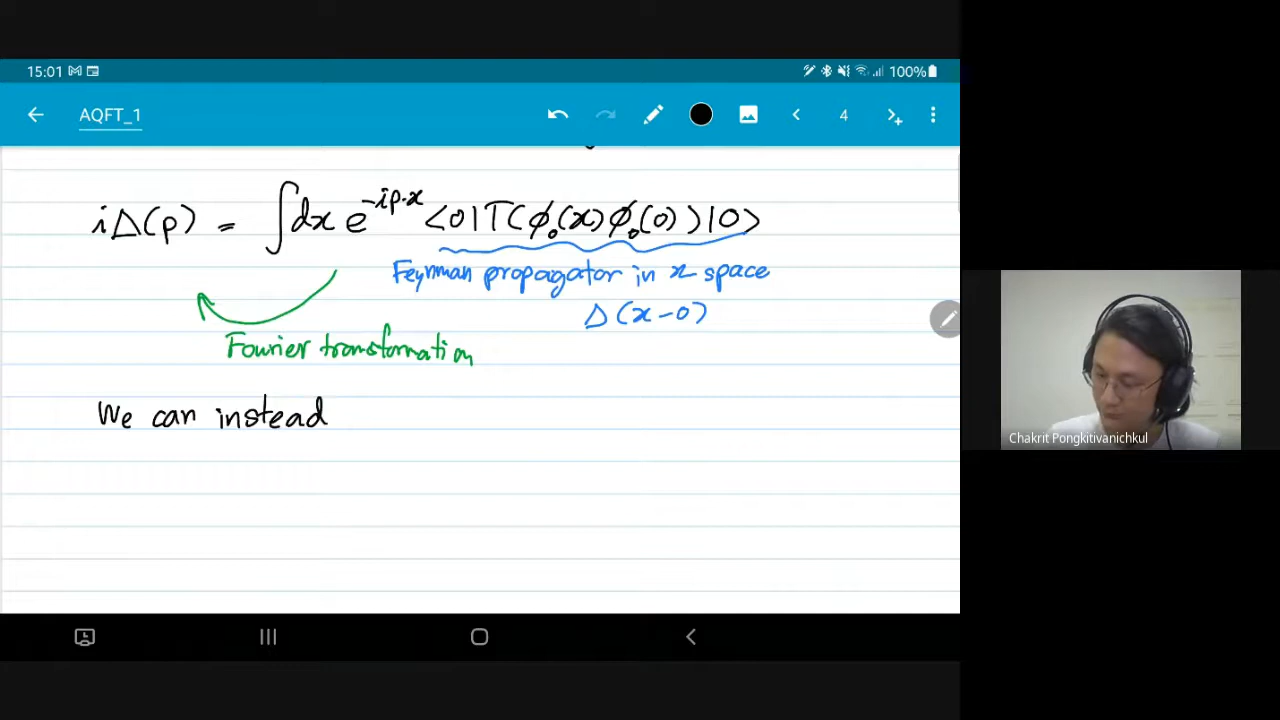 15:01 100%
AQFT_1 4
iΔ(p) = ∫dx e^{-ip·x} <0|T(ϕ₀(x)ϕ₀(0))|0>
Feynman propagator in x space
Δ(x-0)
Fourier transformation
We can instead
Chakrit Pongkitivanichkul